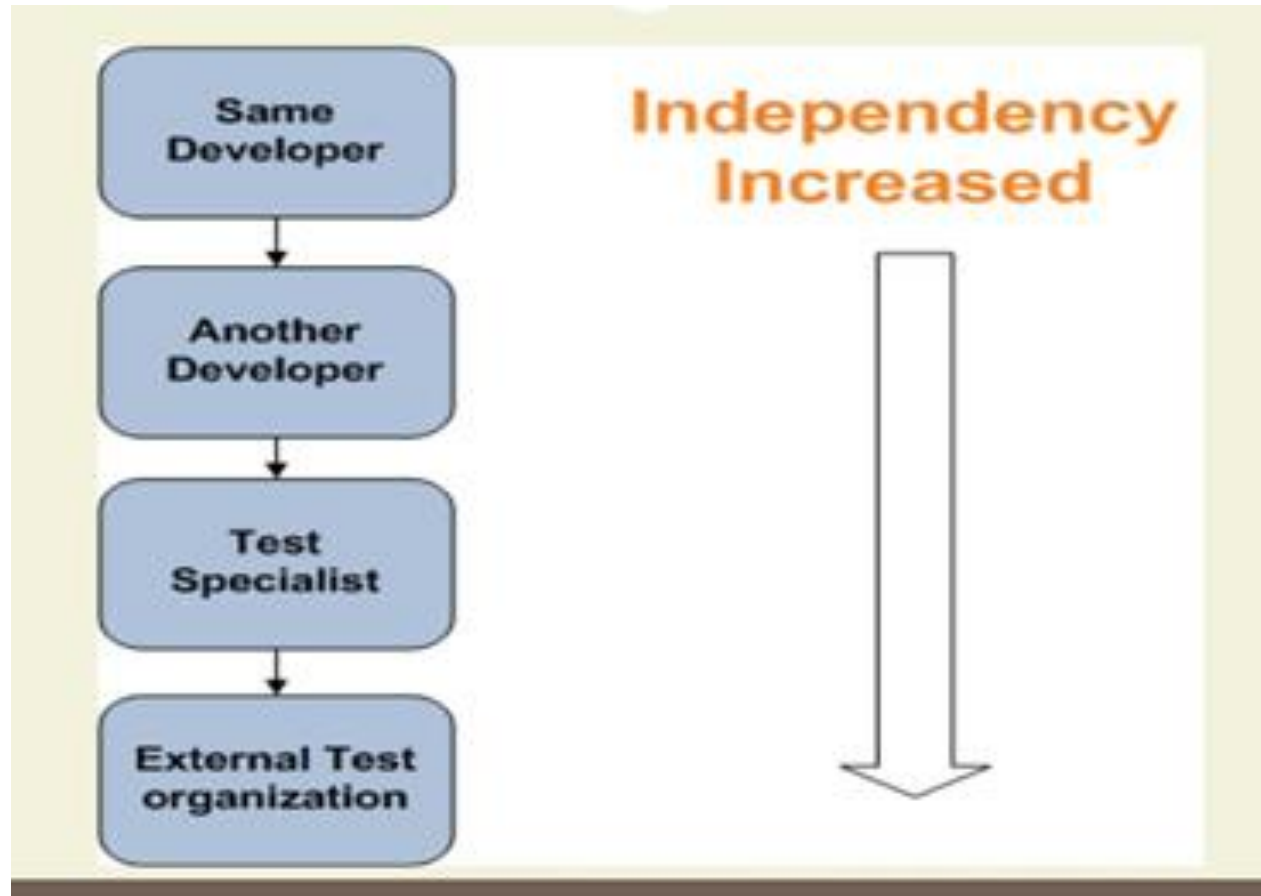 Same
Developer
Independency
Increased
Another
Developer
Test
Specialist
External Test
organization